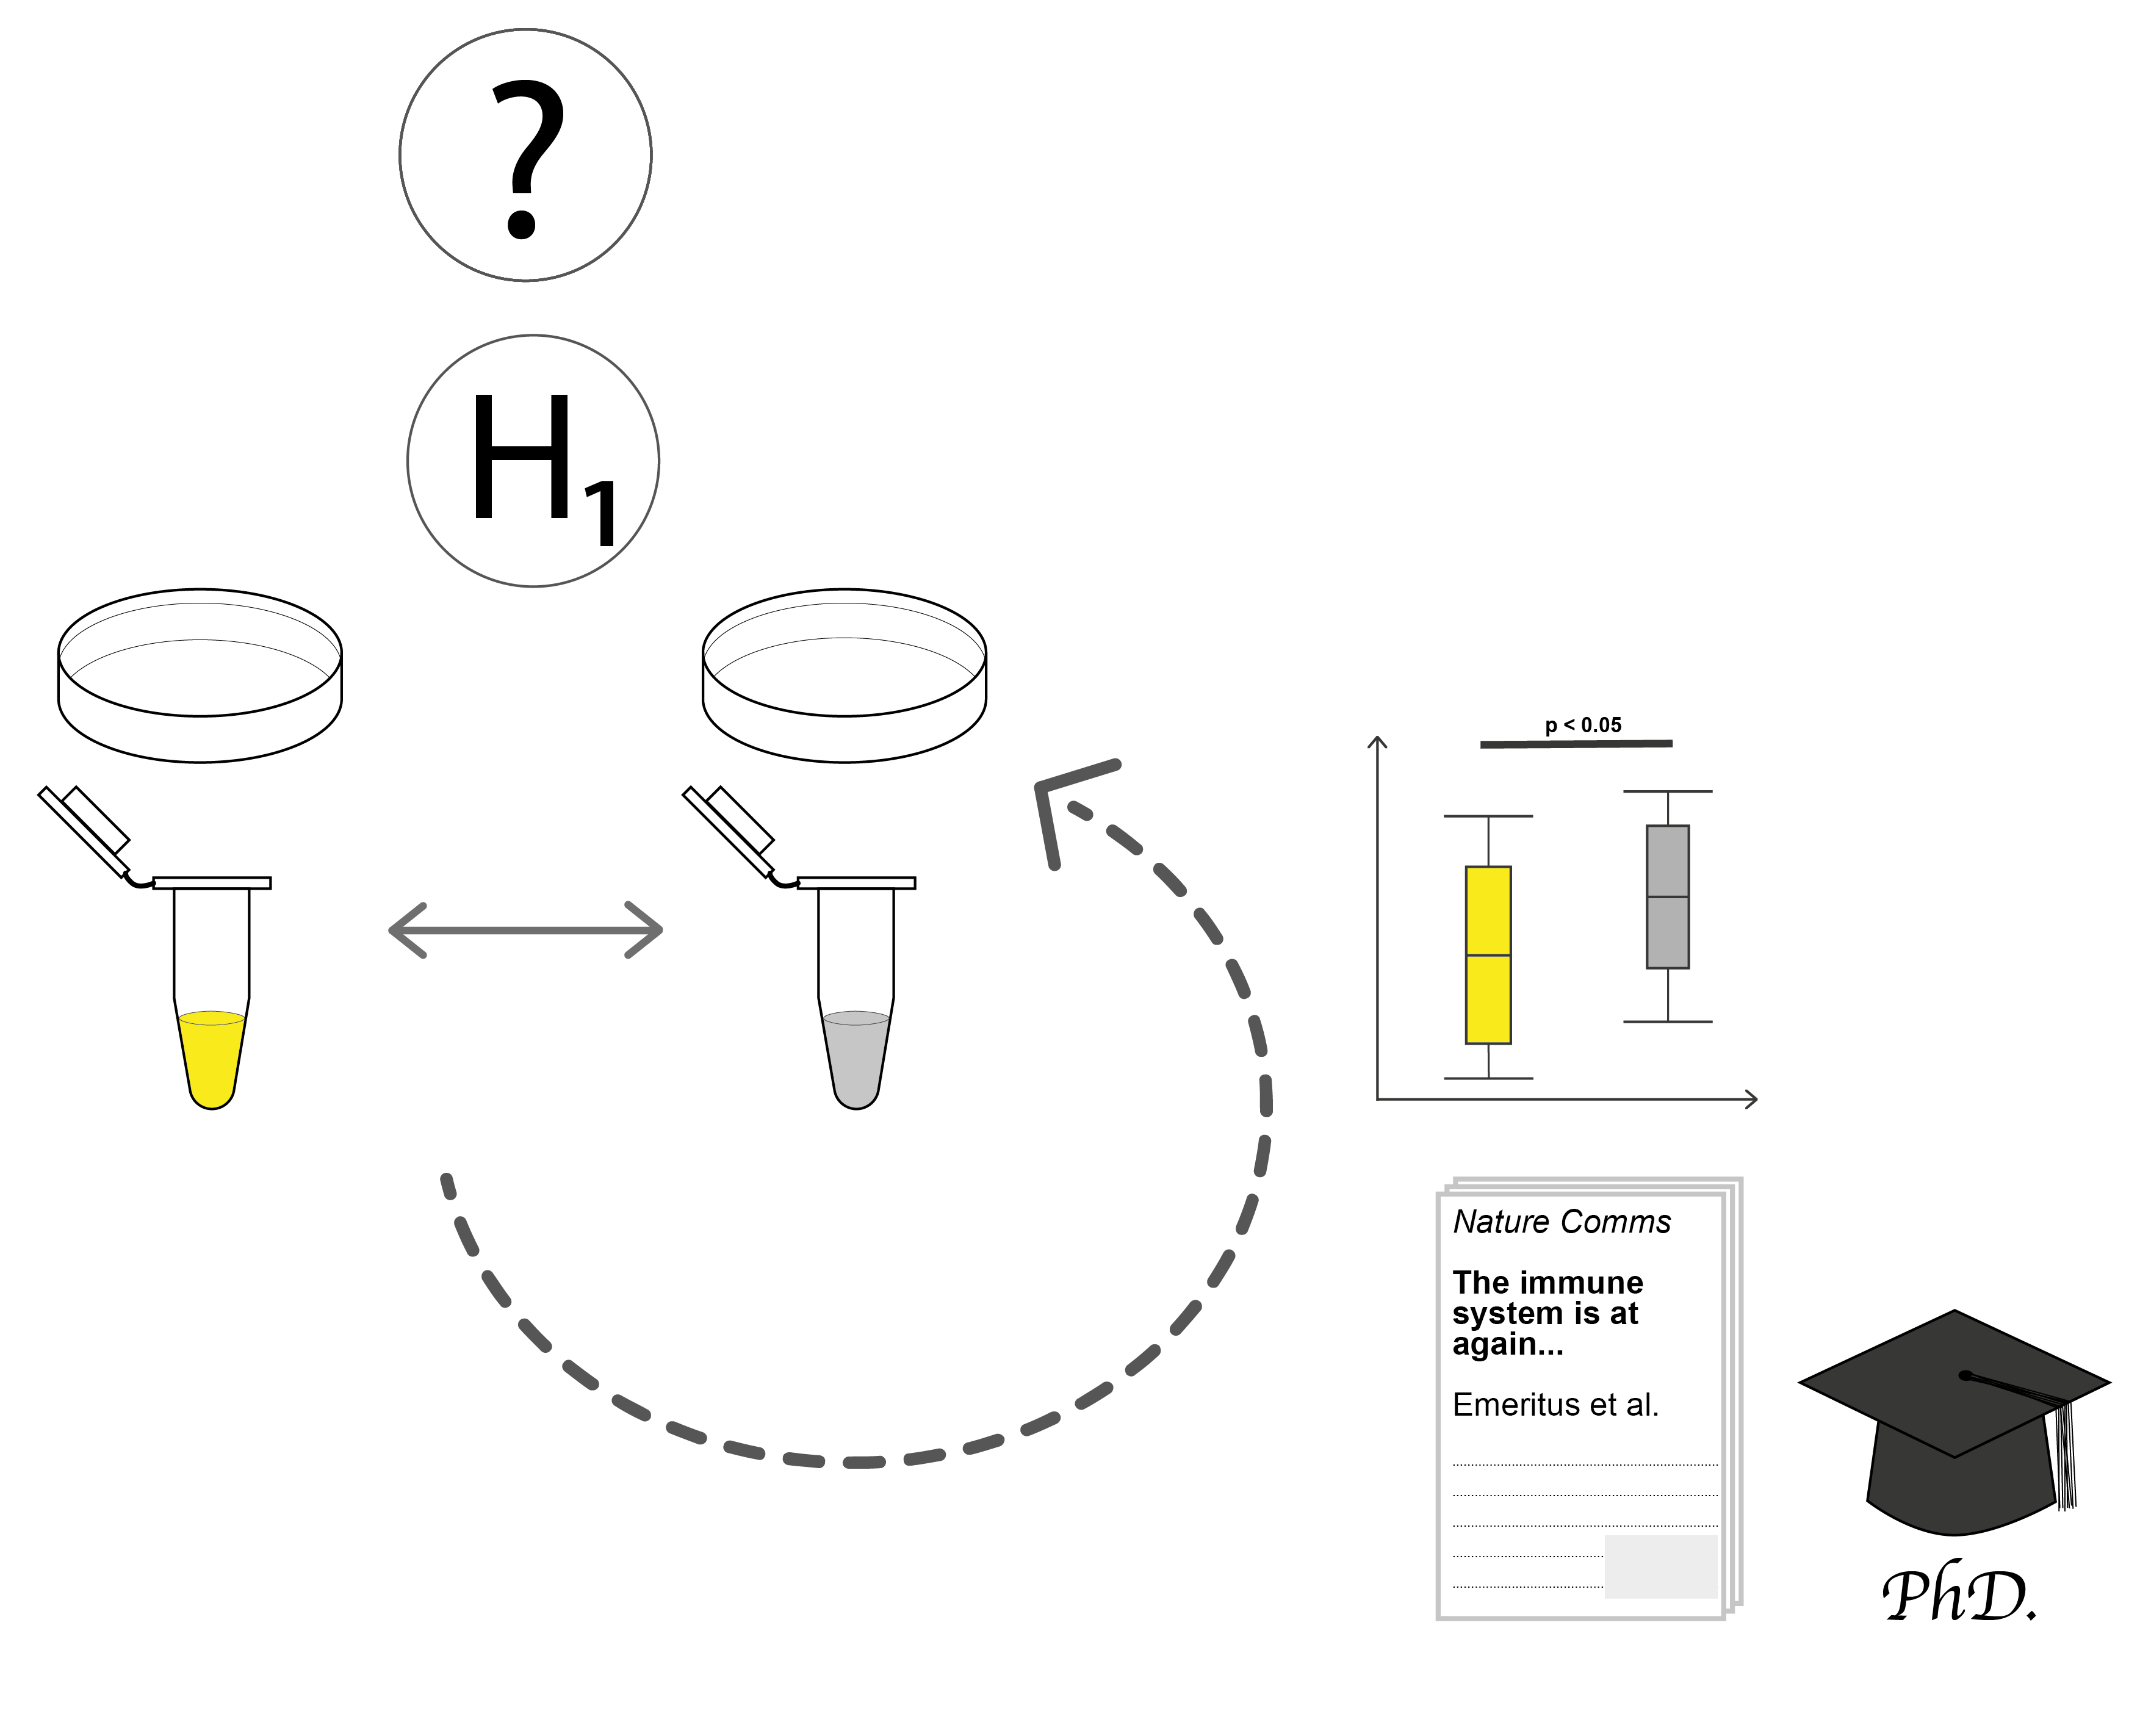 ?
H₁
p < 0.05
Nature Comms
The immune
system is at
again...
Emeritus et al.
PhD.